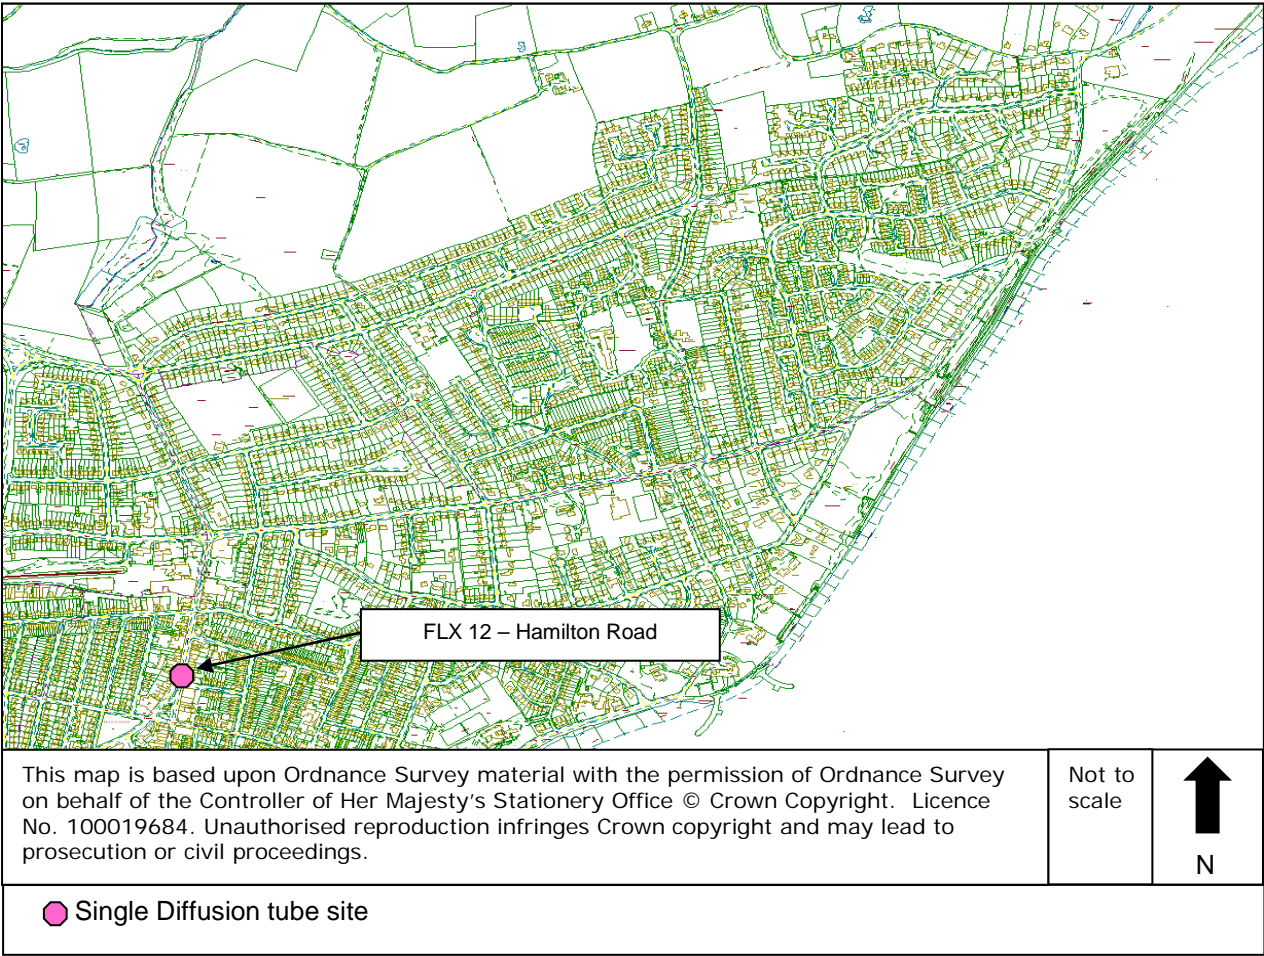 FLX 12 – Hamilton Road
This map is based upon Ordnance Survey material with the permission of Ordnance Survey
on behalf of the Controller of Her Majesty's Stationery Office © Crown Copyright. Licence
No. 100019684. Unauthorised reproduction infringes Crown copyright and may lead to
prosecution or civil proceedings.
Not to
scale
N
Single Diffusion tube site